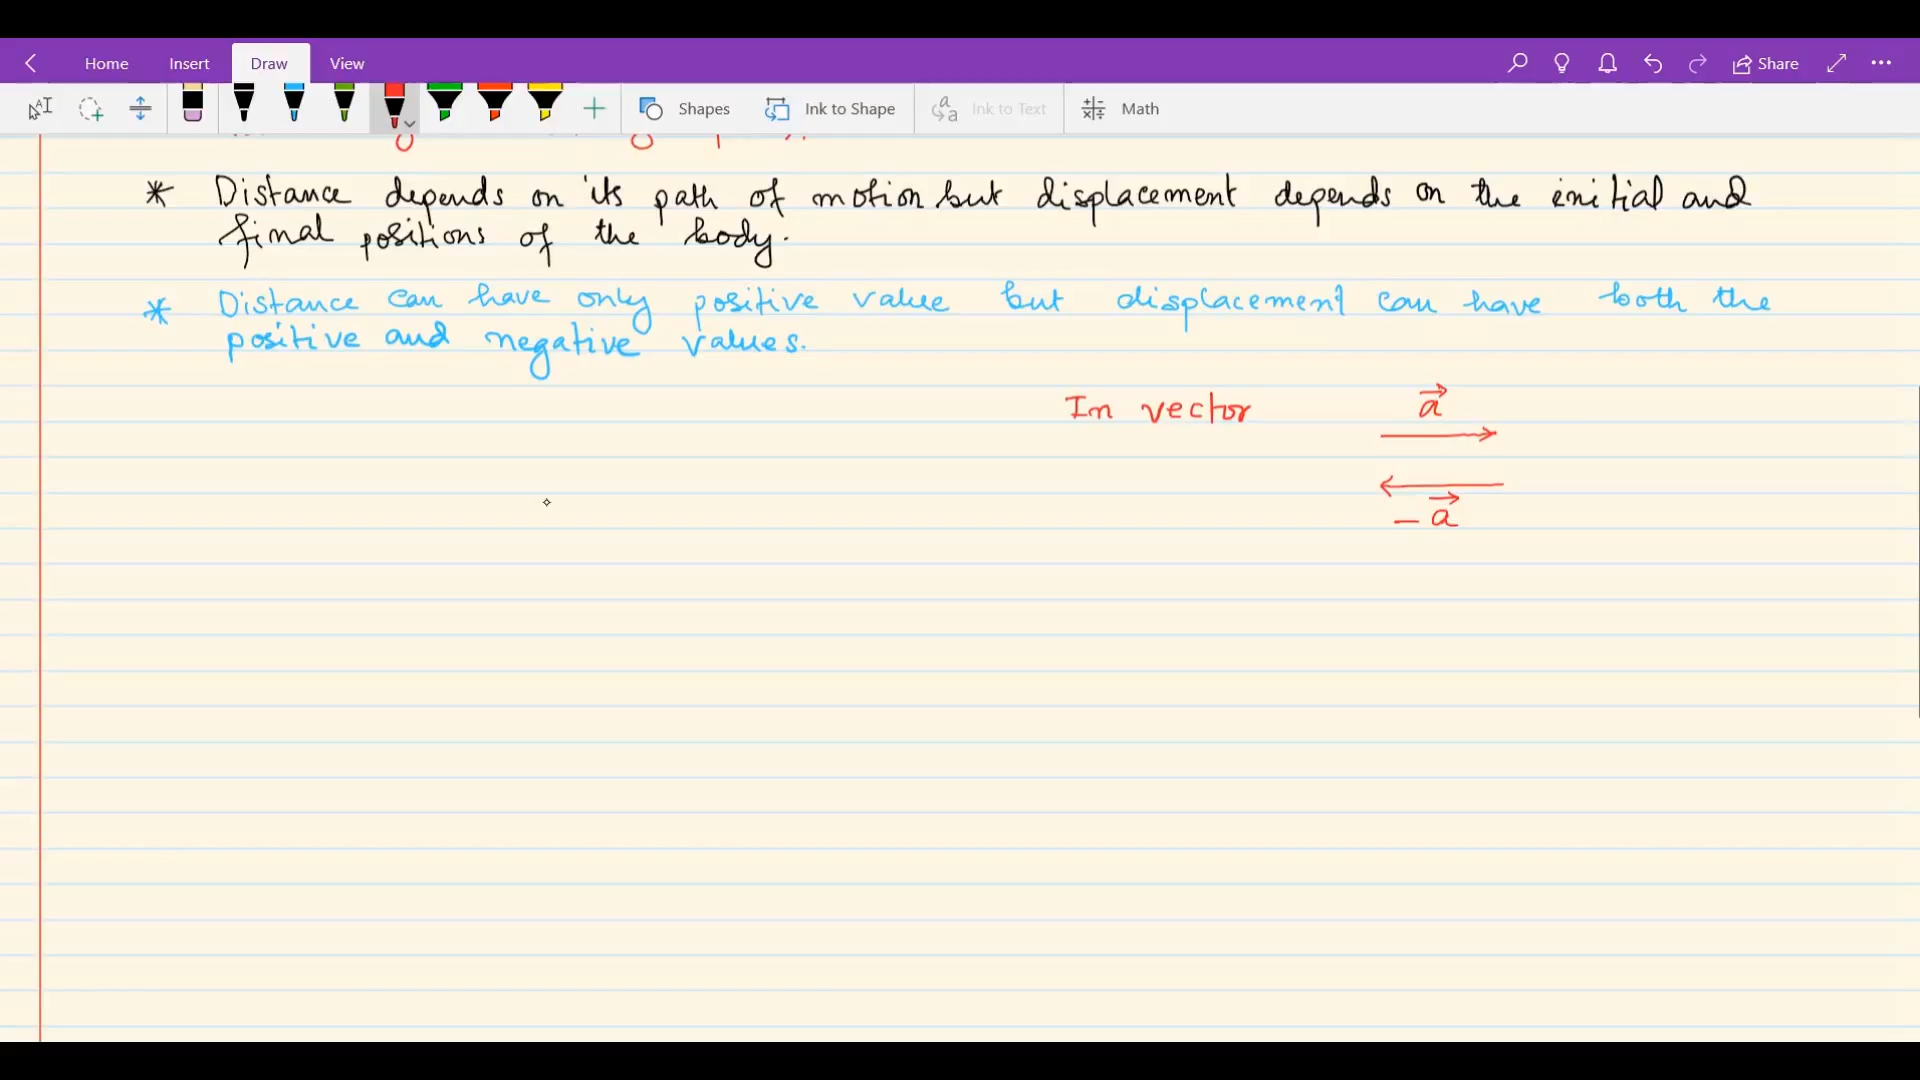 Home Insert Draw View Share
Shapes Ink to Shape Ink to Text Math
* Distance depends on its path of motion but displacement depends on the initial and
final positions of the body.
* Distance can have only positive value but displacement can have both the
positive and negative values.
In vector a⃗
− a⃗